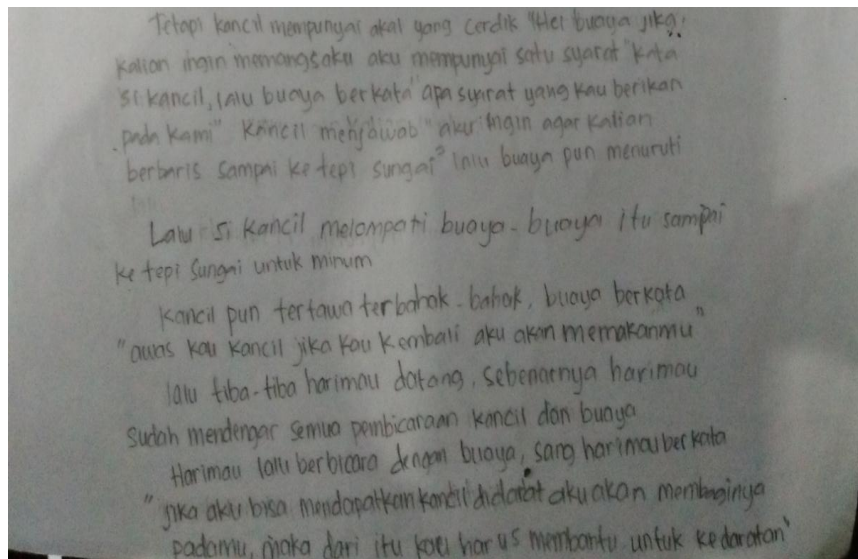 Tetapi kancil mempunyai akal yang cerdik "Hei buaya jika
kalian ingin memangsaku aku mempunyai satu syarat" kata
si kancil, lalu buaya berkata "apa syarat yang kau berikan
pada kami" kancil menjawab "aku ingin agar kalian
berbaris sampai ke tepi sungai" lalu buaya pun menuruti
Lalu si kancil melompati buaya-buaya itu sampai
ke tepi sungai untuk minum
kancil pun tertawa terbahak-bahak, buaya berkata
"awas kau kancil jika kau kembali aku akan memakanmu"
lalu tiba-tiba harimau datang, sebenarnya harimau
sudah mendengar semua pembicaraan kancil dan buaya
Harimau lalu berbicara dengan buaya, sang harimau berkata
"jika aku bisa mendapatkan kancil didarat aku akan membaginya
padamu, maka dari itu kau harus membantu untuk kedaratan"